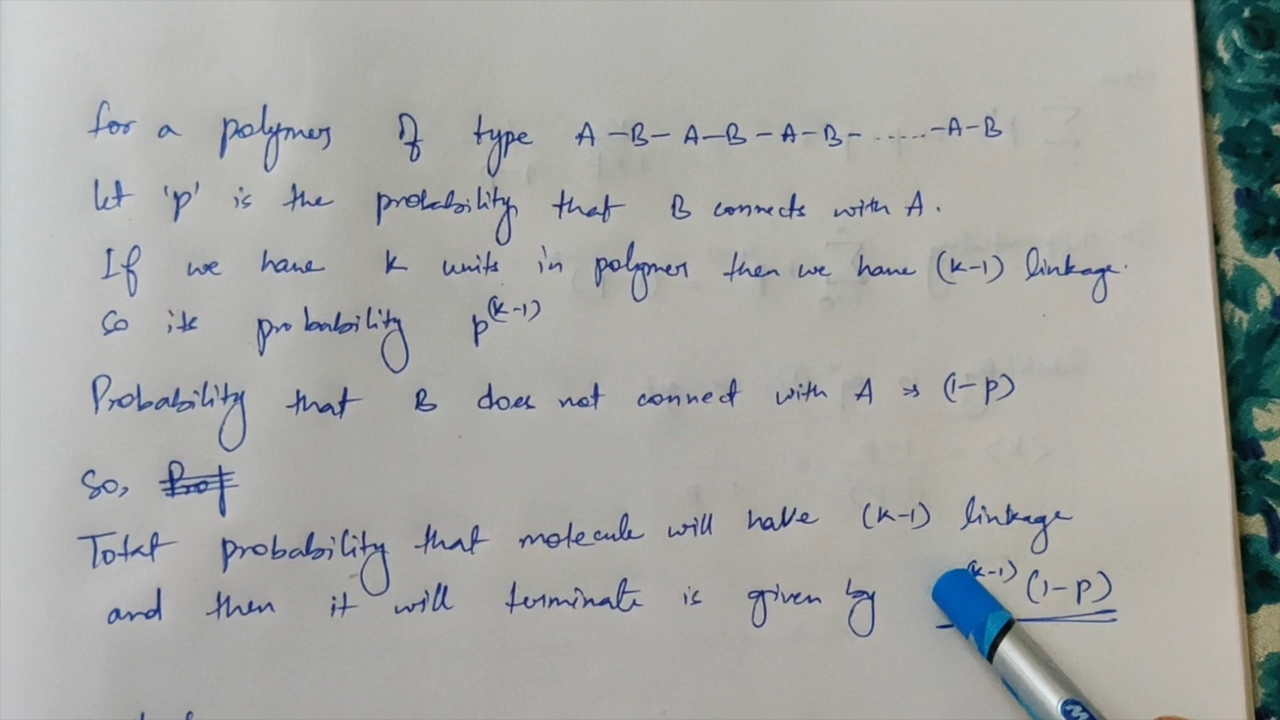 for a polymer of type A-B-A-B-A-B-......-A-B
Let 'p' is the probability that B connects with A.
If we have k units in polymer then we have (k-1) linkage.
So its probability p^(k-1)
Probability that B does not connect with A ⇒ (1-p)
So,
Total probability that molecule will have (k-1) linkage
and then it will terminate is given by (k-1) (1-p)